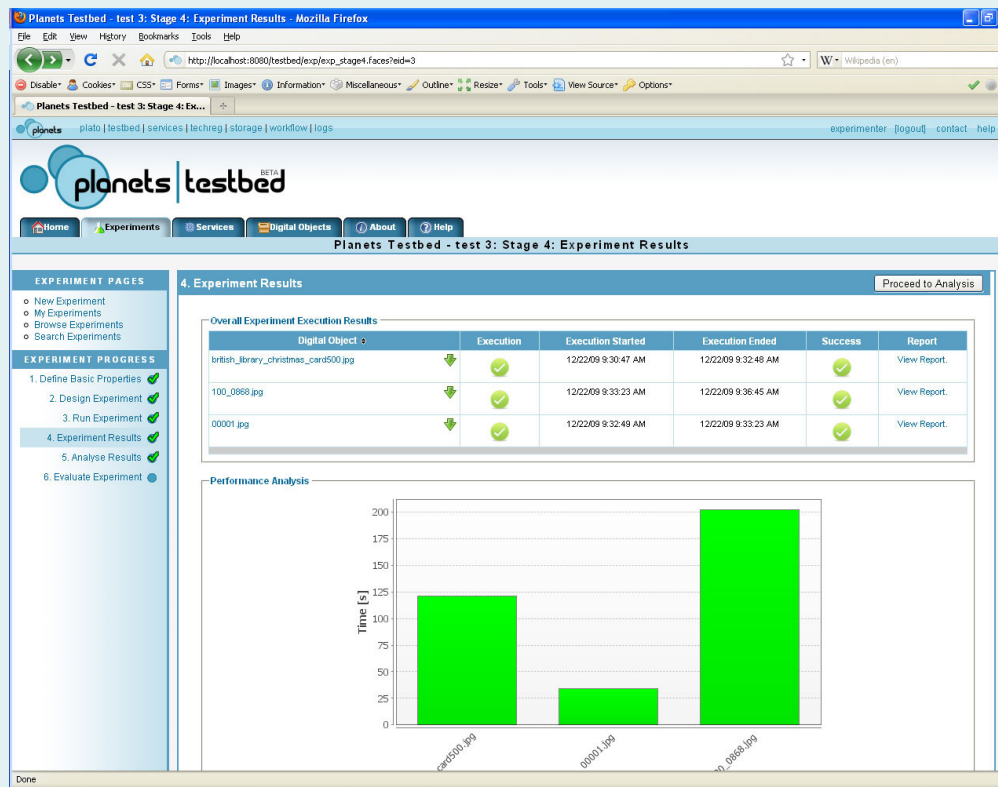 Planets Testbed - test 3: Stage 4: Experiment Results - Mozilla Firefox
File Edit View History Bookmarks Tools Help
http://localhost:8080/testbed/exp/exp_stage4.faces?eid=3
W Wikipedia (en)
Disable Cookies CSS Forms Images Information Miscellaneous Outline Resize Tools View Source Options
Planets Testbed - test 3: Stage 4: Ex...
planets plato | testbed | services | techreg | storage | workflow | logs experimenter [logout] contact help
planets testbed BETA
Home Experiments Services Digital Objects About Help
Planets Testbed - test 3: Stage 4: Experiment Results
EXPERIMENT PAGES
New Experiment
My Experiments
Browse Experiments
Search Experiments
EXPERIMENT PROGRESS
1. Define Basic Properties
2. Design Experiment
3. Run Experiment
4. Experiment Results
5. Analyse Results
6. Evaluate Experiment
4. Experiment Results Proceed to Analysis
Overall Experiment Execution Results
Digital Object Execution Execution Started Execution Ended Success Report
british_library_christmas_card500.jpg 12/22/09 9:30:47 AM 12/22/09 9:32:48 AM View Report.
100_0868.jpg 12/22/09 9:33:23 AM 12/22/09 9:36:45 AM View Report.
00001.jpg 12/22/09 9:32:49 AM 12/22/09 9:33:23 AM View Report.
Performance Analysis
200
175
150
125
100
75
50
25
0
Time [s]
card500.jpg
00001.jpg
0_0868.jpg
Done